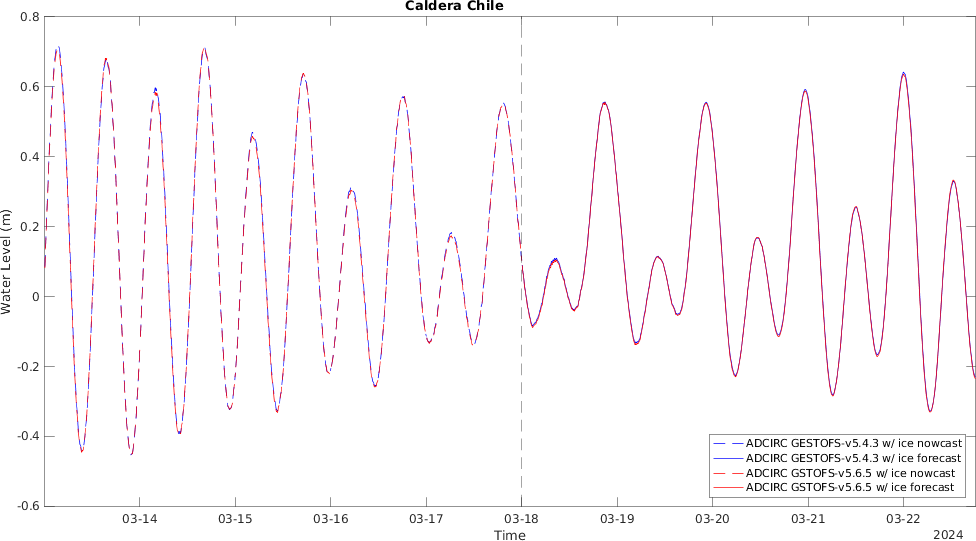 Caldera Chile
0.8
0.6
0.4
0.2
0
-0.2
-0.4
-0.6
Water Level (m)
ADCIRC GESTOFS-v5.4.3 w/ ice nowcast
ADCIRC GESTOFS-v5.4.3 w/ ice forecast
ADCIRC GSTOFS-v5.6.5 w/ ice nowcast
ADCIRC GSTOFS-v5.6.5 w/ ice forecast
03-14 03-15 03-16 03-17 03-18 03-19 03-20 03-21 03-22
Time
2024